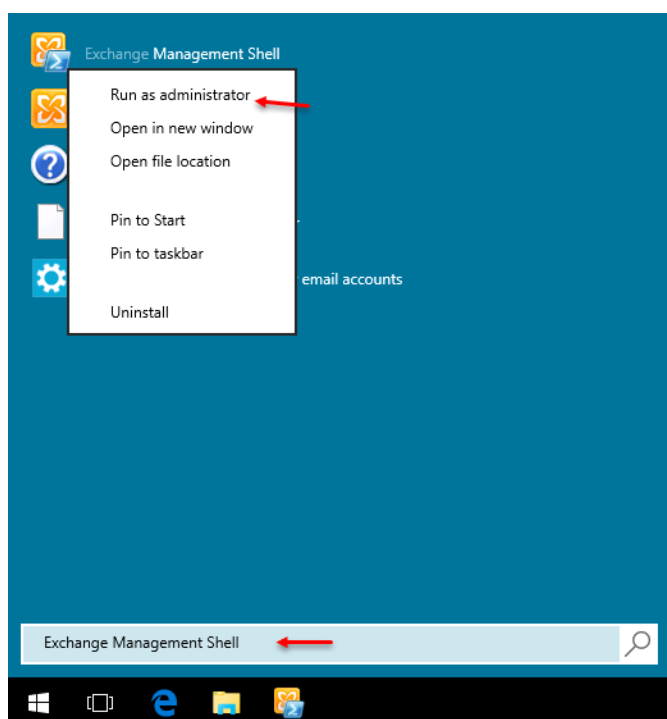 Exchange Management Shell
Run as administrator
Open in new window
Open file location
Pin to Start
Pin to taskbar
email accounts
Uninstall
Exchange Management Shell